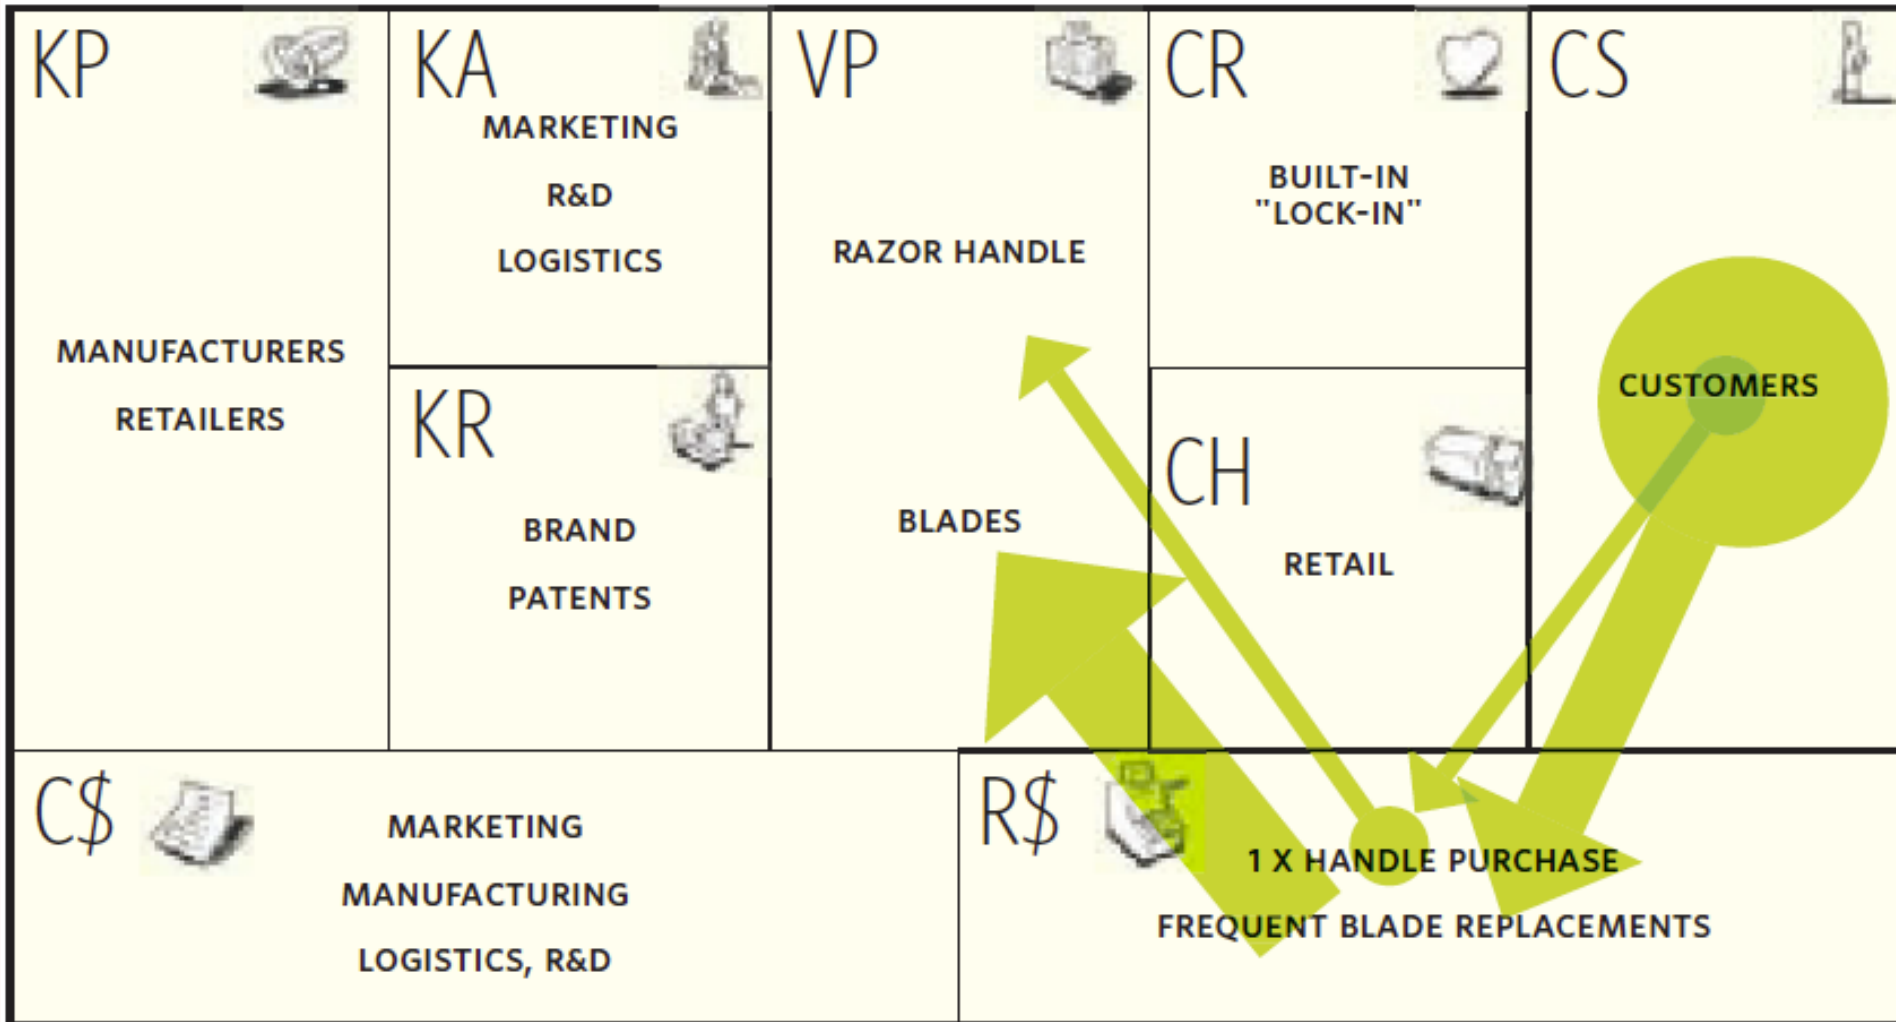 KP
MANUFACTURERS
RETAILERS
KA
MARKETING
R&D
LOGISTICS
KR
BRAND
PATENTS
VP
RAZOR HANDLE
BLADES
CR
BUILT-IN
"LOCK-IN"
CH
RETAIL
CS
CUSTOMERS
C$
MARKETING
MANUFACTURING
LOGISTICS, R&D
R$
1 X HANDLE PURCHASE
FREQUENT BLADE REPLACEMENTS